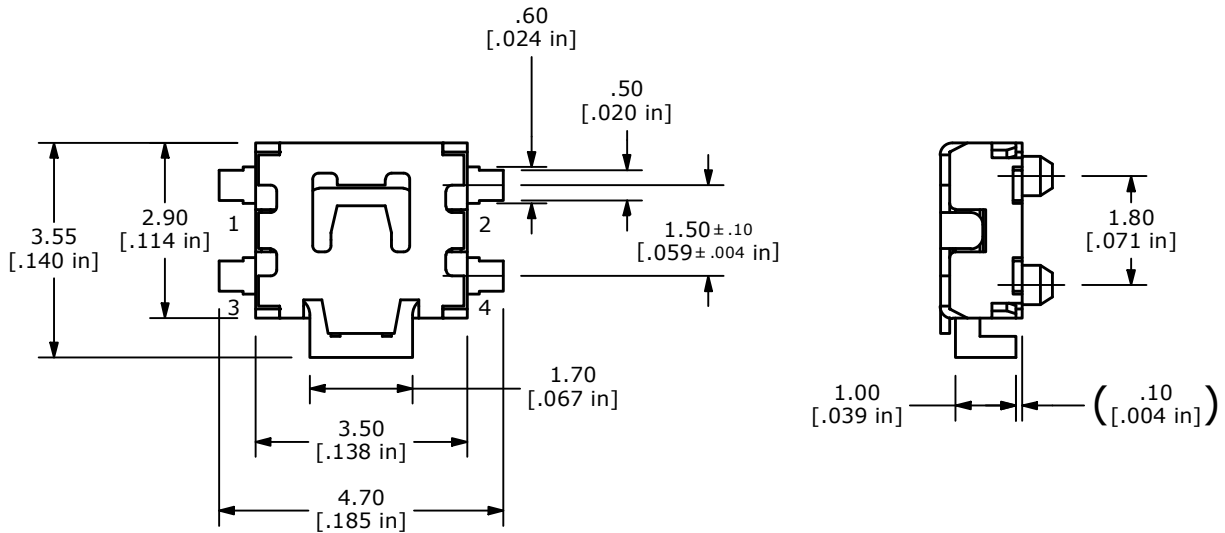 .60
[.024 in]
.50
[.020 in]
1
2
3
4
2.90
[.114 in]
3.55
[.140 in]
1.50±.10
[.059±.004 in]
1.80
[.071 in]
1.70
[.067 in]
3.50
[.138 in]
4.70
[.185 in]
1.00
[.039 in]
( .10
[.004 in] )